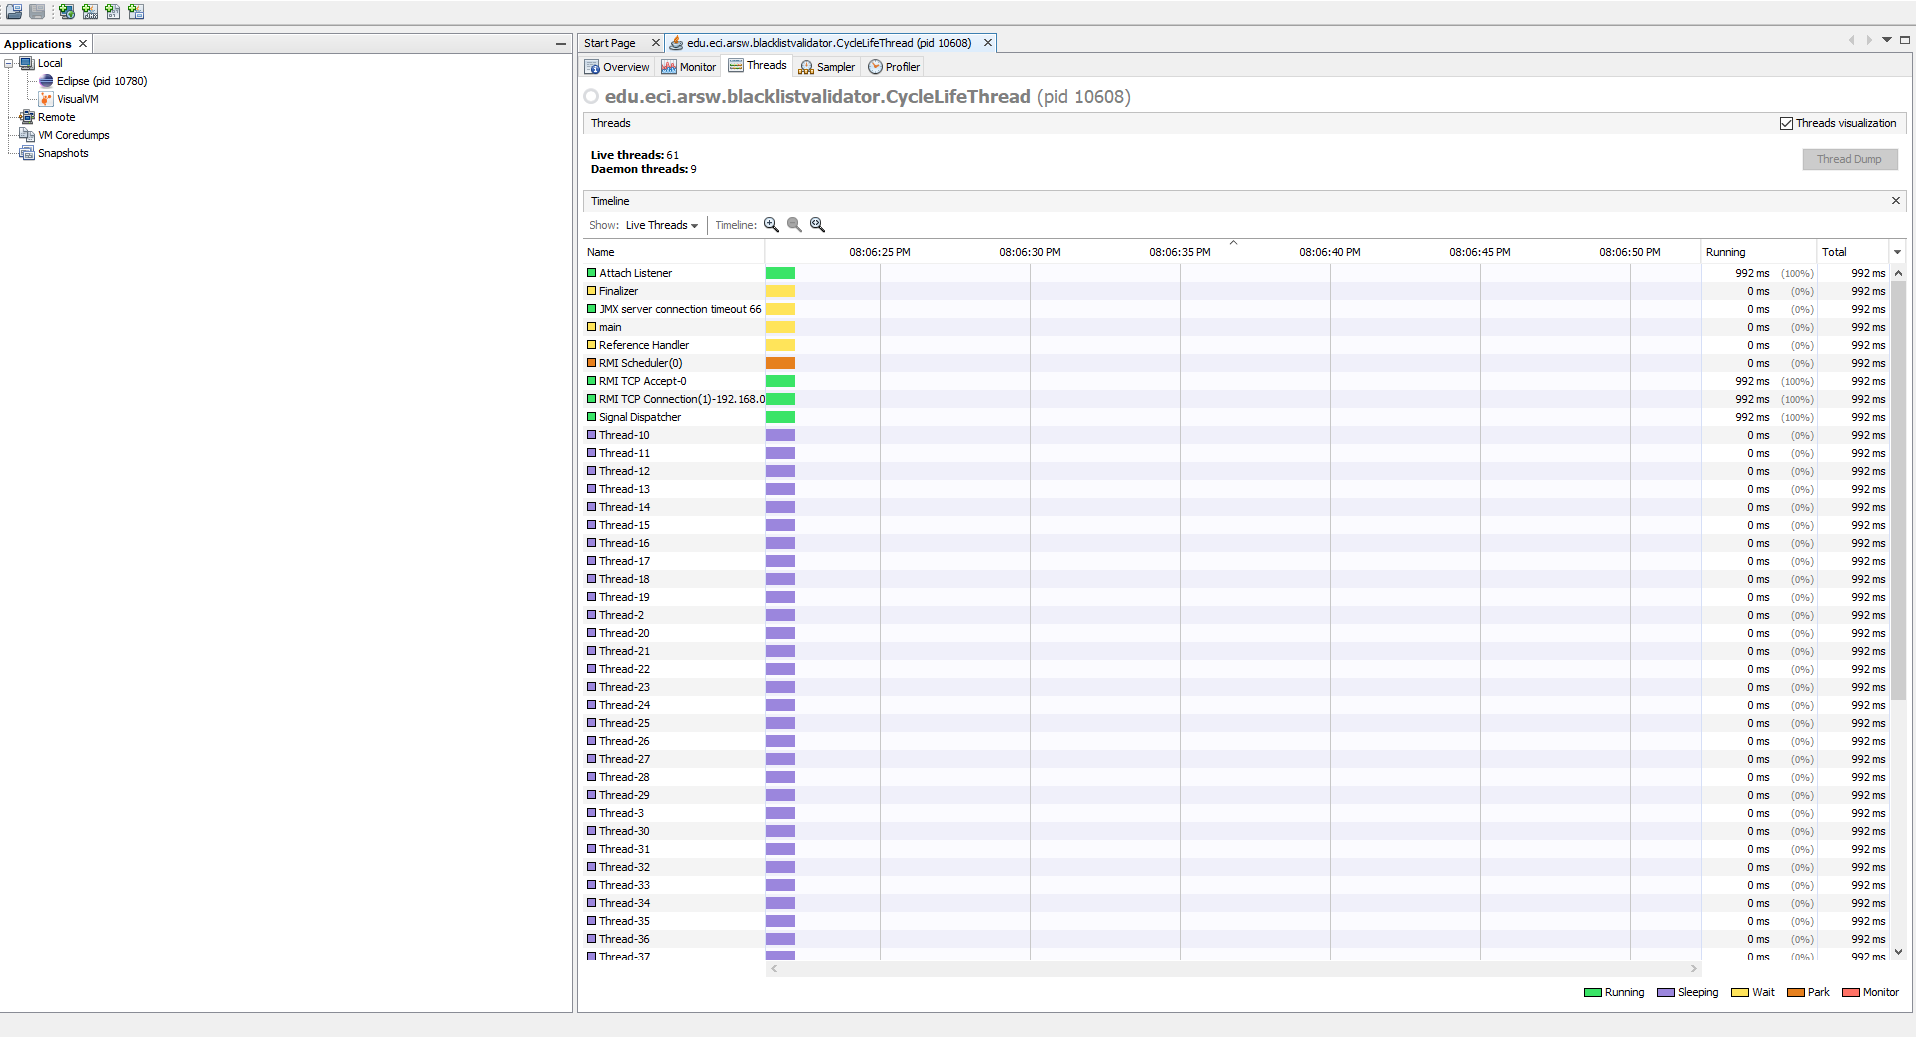 Applications
Local
Eclipse (pid 10780)
VisualVM
Remote
VM Coredumps
Snapshots
Start Page edu.eci.arsw.blacklistvalidator.CycleLifeThread (pid 10608)
Overview Monitor Threads Sampler Profiler
edu.eci.arsw.blacklistvalidator.CycleLifeThread (pid 10608)
Threads Threads visualization
Live threads: 61
Daemon threads: 9
Thread Dump
Timeline
Show: Live Threads Timeline:
Name 08:06:25 PM 08:06:30 PM 08:06:35 PM 08:06:40 PM 08:06:45 PM 08:06:50 PM Running Total
Attach Listener 992 ms (100%) 992 ms
Finalizer 0 ms (0%) 992 ms
JMX server connection timeout 66 0 ms (0%) 992 ms
main 0 ms (0%) 992 ms
Reference Handler 0 ms (0%) 992 ms
RMI Scheduler(0) 0 ms (0%) 992 ms
RMI TCP Accept-0 992 ms (100%) 992 ms
RMI TCP Connection(1)-192.168.0 992 ms (100%) 992 ms
Signal Dispatcher 992 ms (100%) 992 ms
Thread-10 0 ms (0%) 992 ms
Thread-11 0 ms (0%) 992 ms
Thread-12 0 ms (0%) 992 ms
Thread-13 0 ms (0%) 992 ms
Thread-14 0 ms (0%) 992 ms
Thread-15 0 ms (0%) 992 ms
Thread-16 0 ms (0%) 992 ms
Thread-17 0 ms (0%) 992 ms
Thread-18 0 ms (0%) 992 ms
Thread-19 0 ms (0%) 992 ms
Thread-2 0 ms (0%) 992 ms
Thread-20 0 ms (0%) 992 ms
Thread-21 0 ms (0%) 992 ms
Thread-22 0 ms (0%) 992 ms
Thread-23 0 ms (0%) 992 ms
Thread-24 0 ms (0%) 992 ms
Thread-25 0 ms (0%) 992 ms
Thread-26 0 ms (0%) 992 ms
Thread-27 0 ms (0%) 992 ms
Thread-28 0 ms (0%) 992 ms
Thread-29 0 ms (0%) 992 ms
Thread-3 0 ms (0%) 992 ms
Thread-30 0 ms (0%) 992 ms
Thread-31 0 ms (0%) 992 ms
Thread-32 0 ms (0%) 992 ms
Thread-33 0 ms (0%) 992 ms
Thread-34 0 ms (0%) 992 ms
Thread-35 0 ms (0%) 992 ms
Thread-36 0 ms (0%) 992 ms
Thread-37 0 ms (0%) 992 ms
Running Sleeping Wait Park Monitor